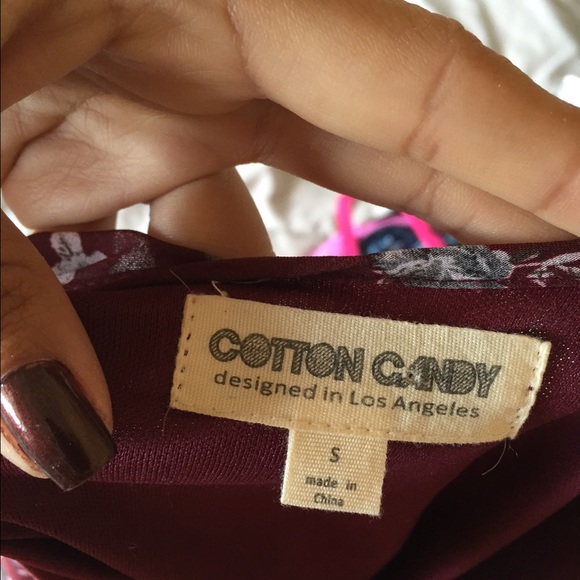 COTTON CANDY
designed in Los Angeles
S
made in
China